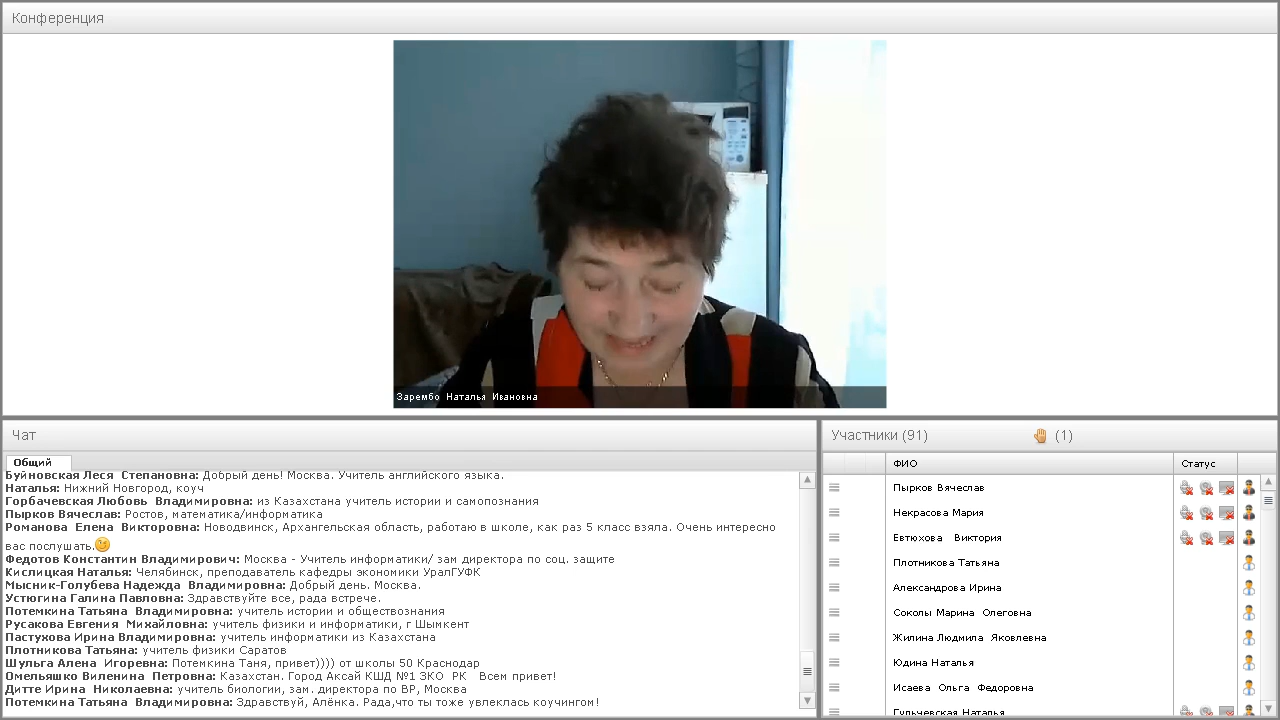 Конференция
Зарембо Наталья Ивановна
Чат
Общий
Буйновская Леся Степановна: Добрый день! Москва. Учитель английского языка.
Наталья: Нижний Новгород, коуч
Горбачевская Любовь Владимировна: из Казахстана учитель истории и самопознания
Пырков Вячеслав: Ростов, математика/информатика
Романова Елена Викторовна: Новодвинск, Архангельская область, работаю в школе, как раз 5 класс взяла. Очень интересно
вас послушать.
Федотов Константин Владимирович: Москва, учитель информатики/ зам директора по соц. защите
Кислицкая Наталья: Челябинск, преподаватель кафедры экономики УралГУФК
Мысник-Голубева Надежда Владимировна: Добрый день. Москва.
Устюгина Галина Павловна: Здравствуйте все! Рада встрече
Потемкина Татьяна Владимировна: учитель истории и обществознания
Русакова Евгения Михайловна: учитель физики и информатики г Шымкент
Пастухова Ирина Владимировна: учитель информатики из Казахстана
Плотникова Татьяна: учитель физики Саратов
Шульга Алена Игоревна: Потемкина Таня, привет)))) от школы 50 Краснодар
Емельяшко Виктория Петровна: Казахстан, город Аксай, ЗКО, РК. Всем привет!
Дитте Ирина Николаевна: учитель биологии, зам. директора по УВР, Москва
Потемкина Татьяна Владимировна: Здравствуй, Аленка! Рада, что ты тоже увлеклась коучингом!
Участники (91)
(1)
ФИО
Статус
Пырков Вячеслав
Некрасова Мария
Евтюхова Виктория
Плотникова Татьяна
Александрова Ирина
Соколы Марина Олеговна
Жилина Людмила Яковлевна
Юдина Наталья
Исаева Ольга Федоровна
Гульчевская Наталья